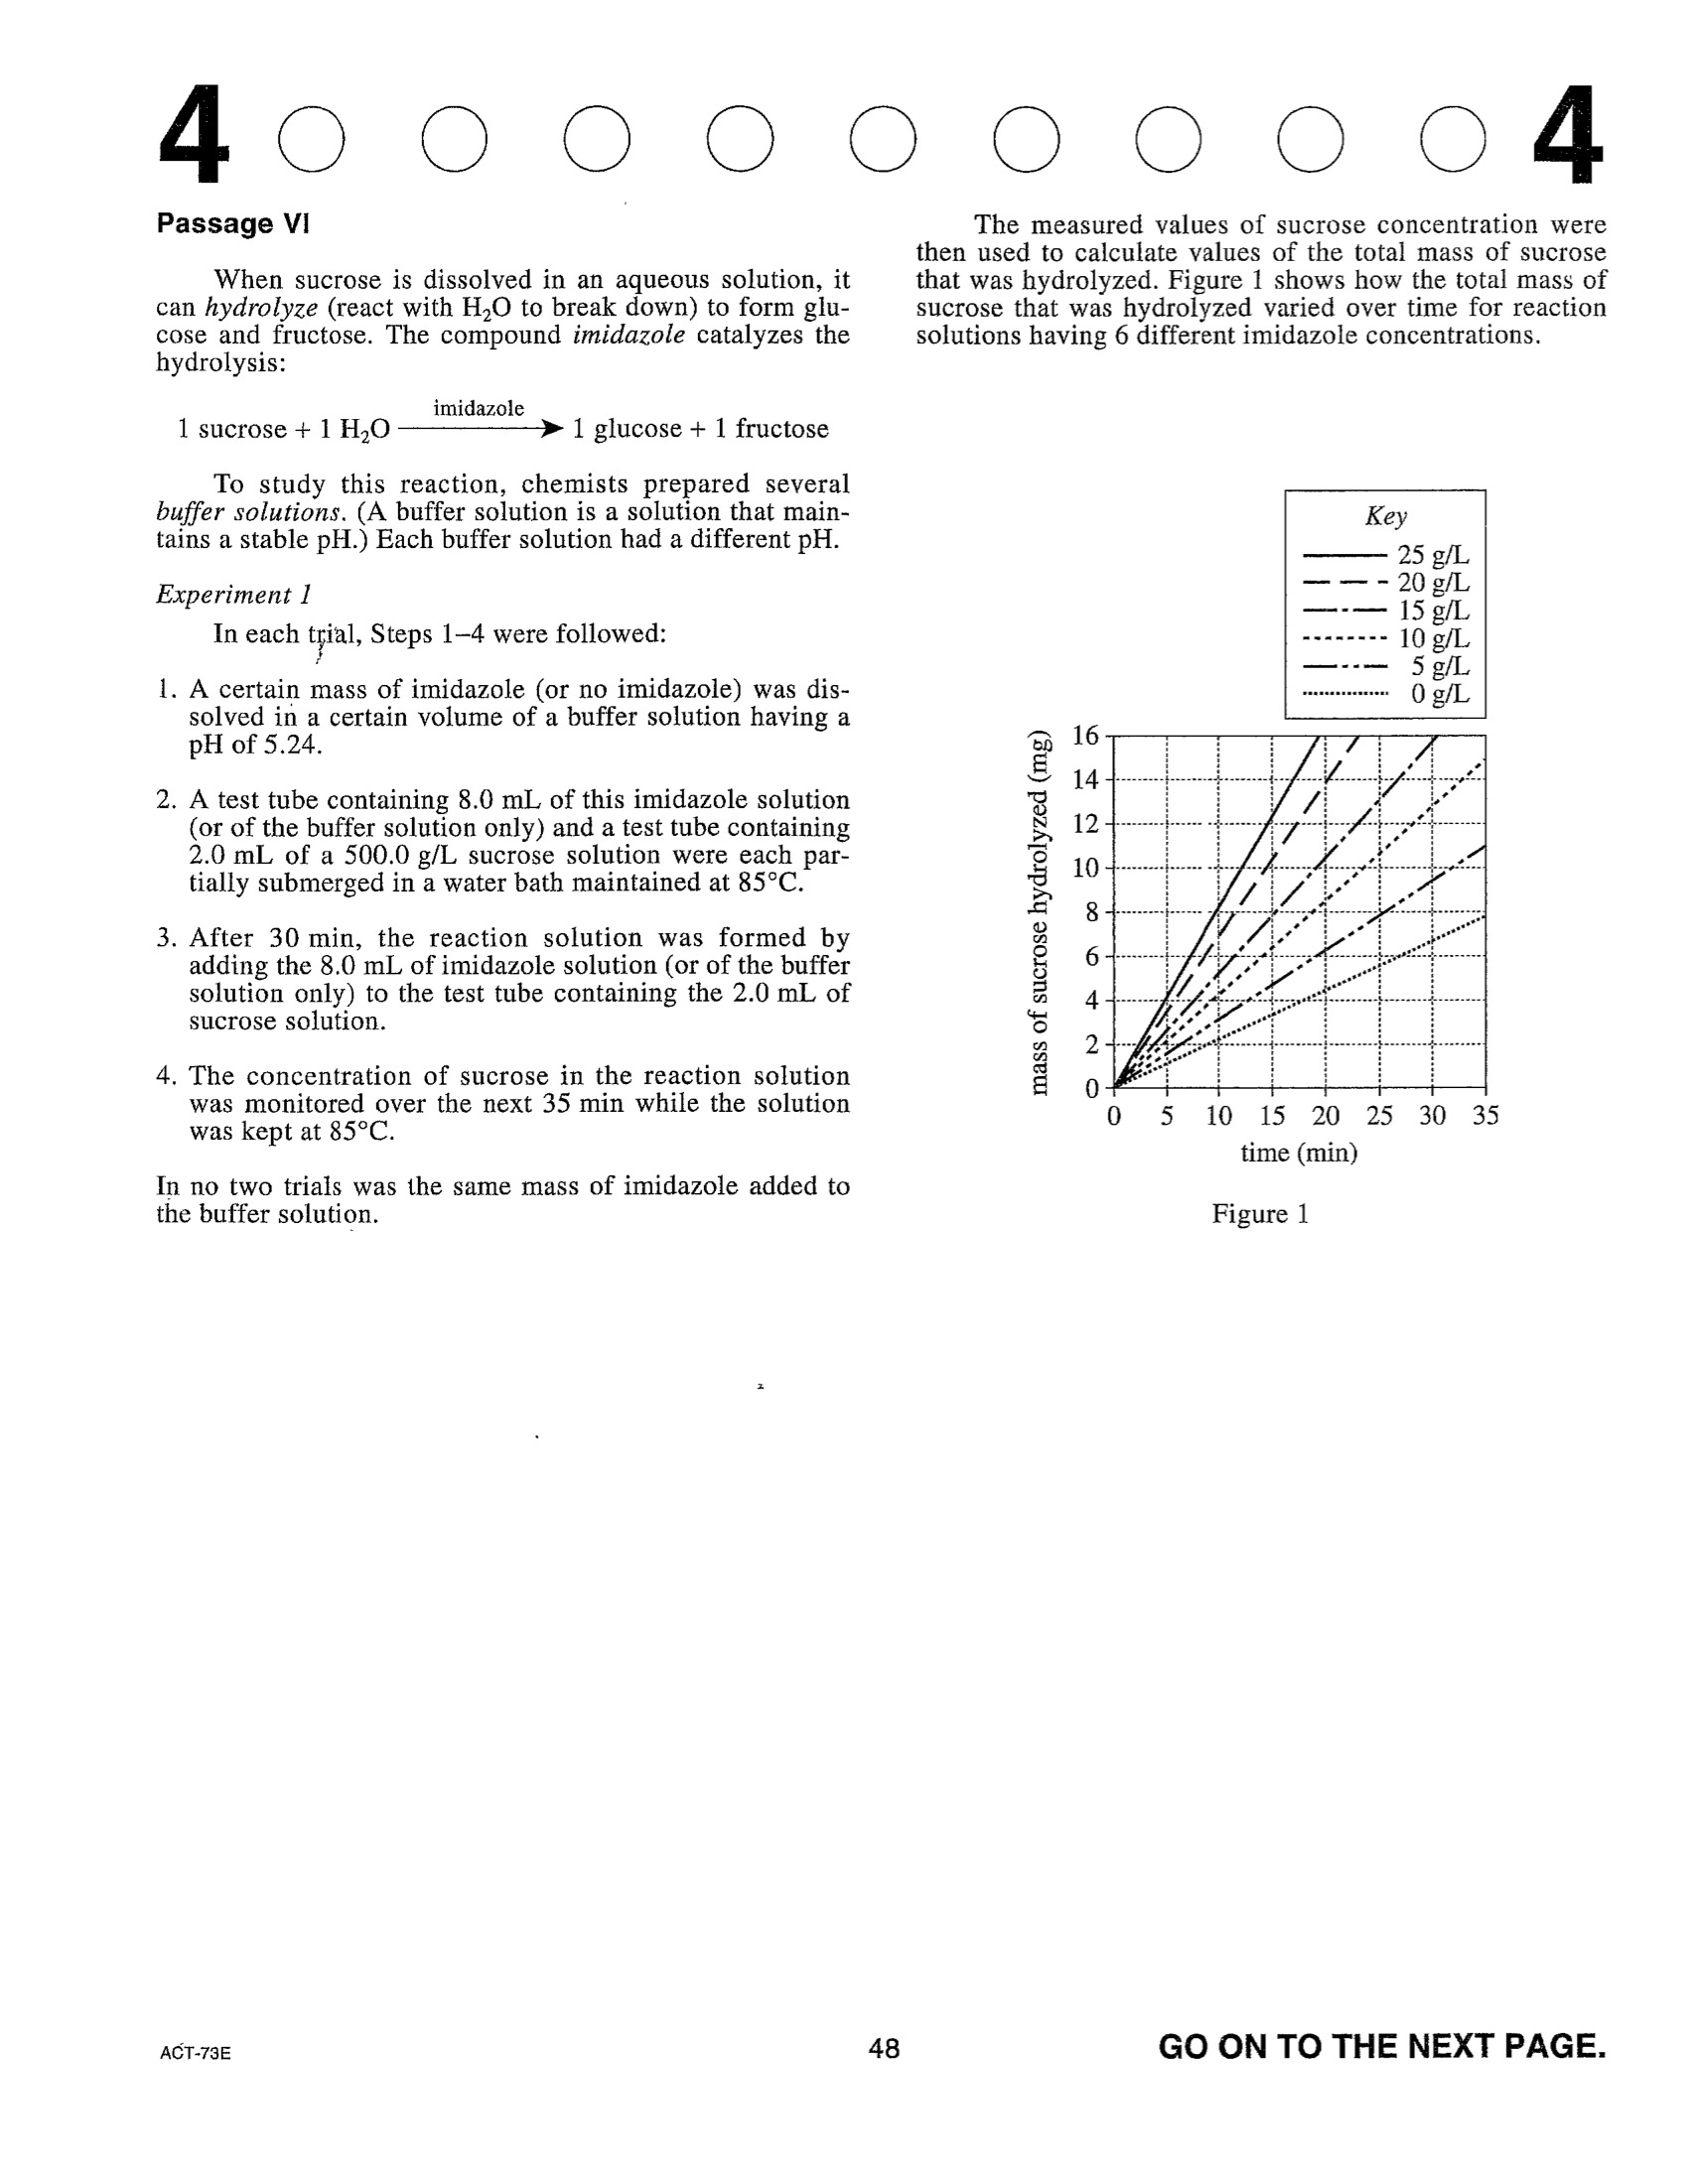 4 4
Passage VI
When sucrose is dissolved in an aqueous solution, it
can hydrolyze (react with H₂O to break down) to form glu-
cose and fructose. The compound imidazole catalyzes the
hydrolysis:
imidazole
1 sucrose + 1 H₂O ⟶ 1 glucose + 1 fructose
To study this reaction, chemists prepared several
buffer solutions. (A buffer solution is a solution that main-
tains a stable pH.) Each buffer solution had a different pH.
Experiment 1
In each trial, Steps 1–4 were followed:
1. A certain mass of imidazole (or no imidazole) was dis-
solved in a certain volume of a buffer solution having a
pH of 5.24.
2. A test tube containing 8.0 mL of this imidazole solution
(or of the buffer solution only) and a test tube containing
2.0 mL of a 500.0 g/L sucrose solution were each par-
tially submerged in a water bath maintained at 85°C.
3. After 30 min, the reaction solution was formed by
adding the 8.0 mL of imidazole solution (or of the buffer
solution only) to the test tube containing the 2.0 mL of
sucrose solution.
4. The concentration of sucrose in the reaction solution
was monitored over the next 35 min while the solution
was kept at 85°C.
In no two trials was the same mass of imidazole added to
the buffer solution.
The measured values of sucrose concentration were
then used to calculate values of the total mass of sucrose
that was hydrolyzed. Figure 1 shows how the total mass of
sucrose that was hydrolyzed varied over time for reaction
solutions having 6 different imidazole concentrations.
Key
25 g/L
20 g/L
15 g/L
10 g/L
5 g/L
0 g/L
mass of sucrose hydrolyzed (mg)
16
14
12
10
8
6
4
2
0
0 5 10 15 20 25 30 35
time (min)
Figure 1
ACT-73E
48
GO ON TO THE NEXT PAGE.